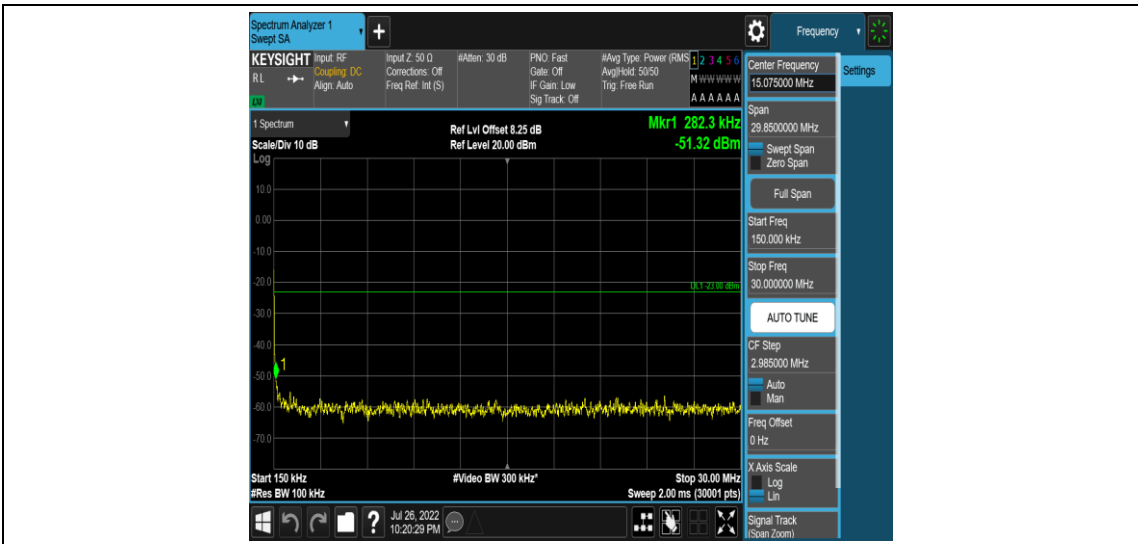 Spectrum Analyzer 1
Swept SA
+
Frequency
KEYSIGHT
RL
LXI
Input: RF
Coupling: DC
Align: Auto
Input Z: 50 Ω
Corrections: Off
Freq Ref: Int (S)
#Atten: 30 dB
PNO: Fast
Gate: Off
IF Gain: Low
Sig Track: Off
#Avg Type: Power (RMS
Avg|Hold: 50/50
Trig: Free Run
1 2 3 4 5 6
M W W W W W
A A A A A A
1 Spectrum
Scale/Div 10 dB
Log
Ref Lvl Offset 8.25 dB
Ref Level 20.00 dBm
Mkr1 282.3 kHz
-51.32 dBm
10.0
0.00
-10.0
-20.0
DL1 -23.00 dBm
-30.0
-40.0
1
-50.0
-60.0
-70.0
Start 150 kHz
#Res BW 100 kHz
#Video BW 300 kHz*
Stop 30.00 MHz
Sweep 2.00 ms (30001 pts)
?
Jul 26, 2022
10:20:29 PM
Center Frequency
15.075000 MHz
Settings
Span
29.8500000 MHz
Swept Span
Zero Span
Full Span
Start Freq
150.000 kHz
Stop Freq
30.000000 MHz
AUTO TUNE
CF Step
2.985000 MHz
Auto
Man
Freq Offset
0 Hz
X Axis Scale
Log
Lin
Signal Track
(Span Zoom)